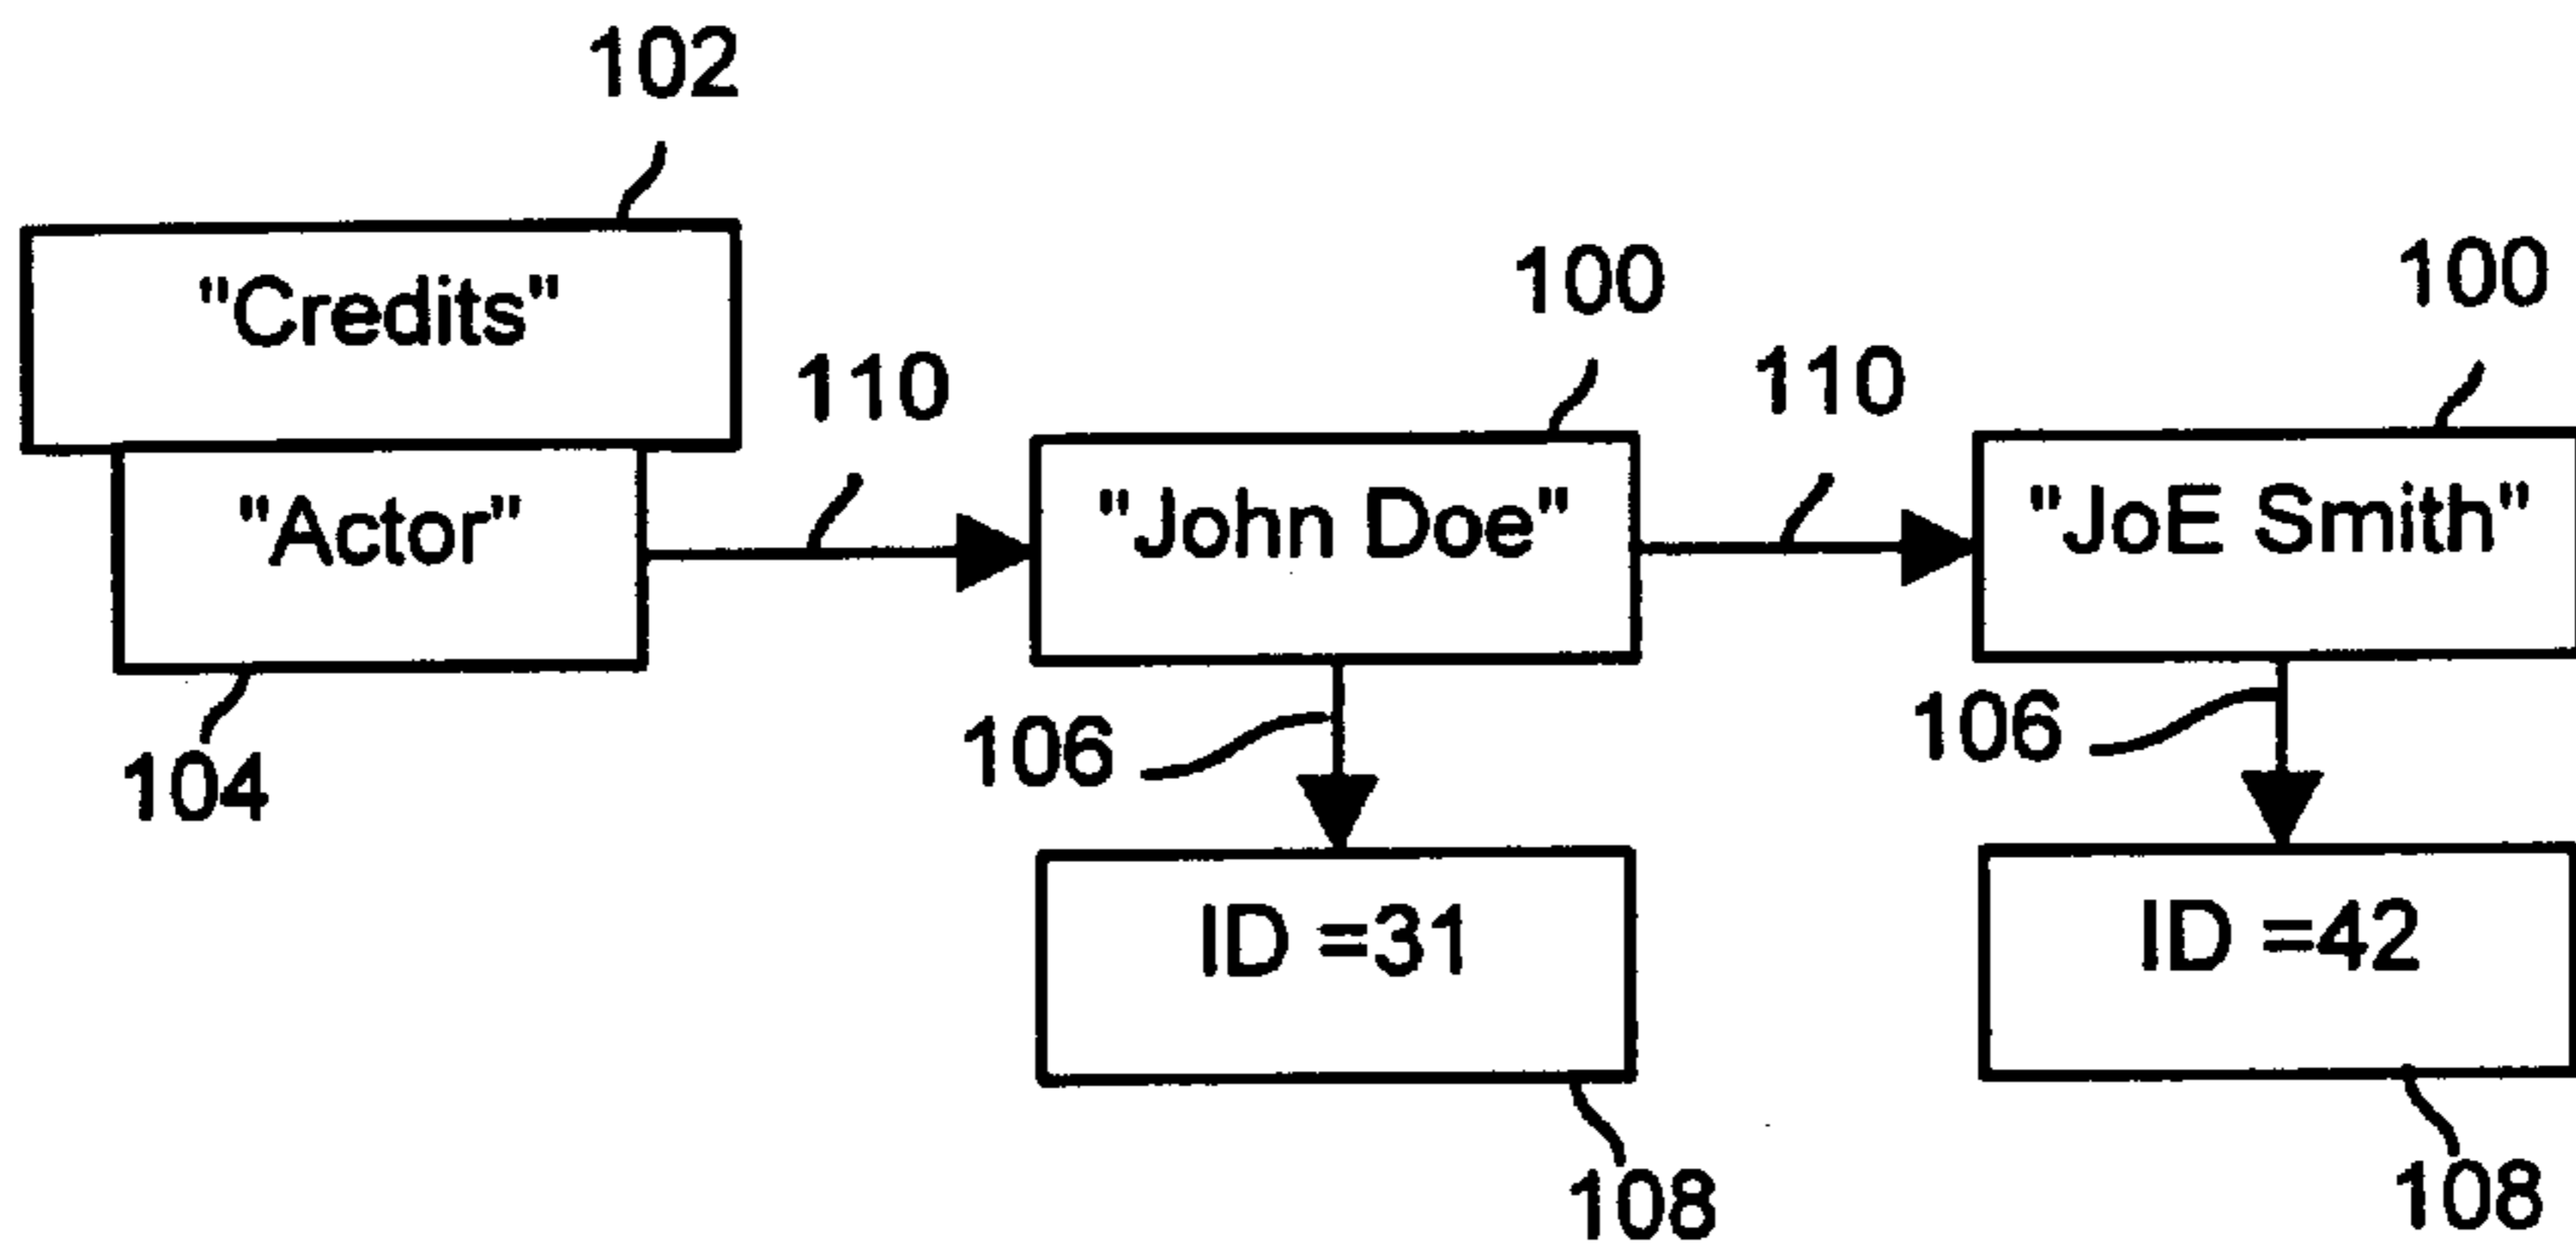 102
"Credits"
100
100
110
110
"Actor"
"John Doe"
"JoE Smith"
106
106
104
ID =31
ID =42
108
108